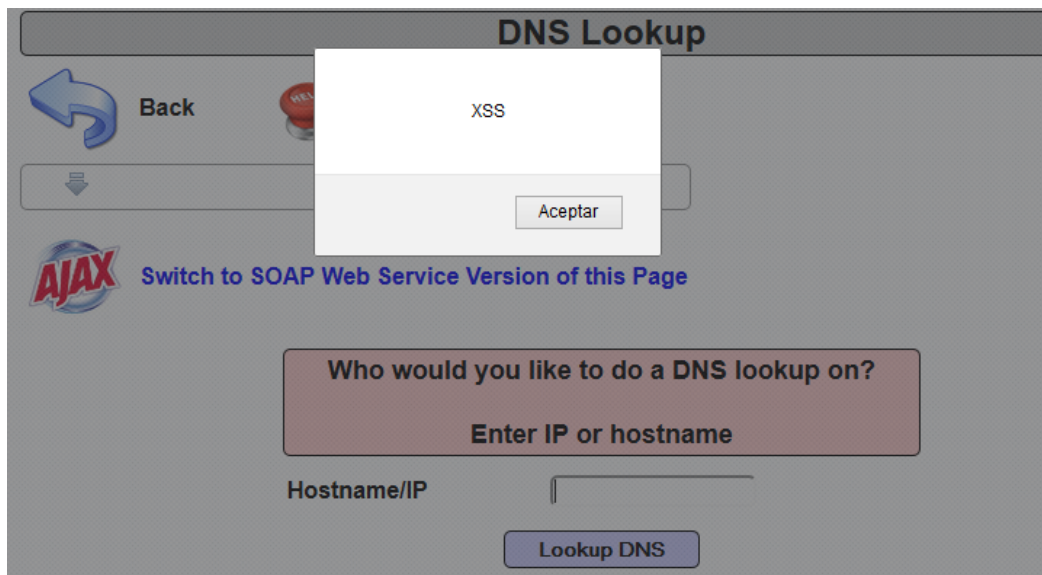 DNS Lookup
Back
HEL
XSS
Aceptar
AJAX
Switch to SOAP Web Service Version of this Page
Who would you like to do a DNS lookup on?
Enter IP or hostname
Hostname/IP
Lookup DNS